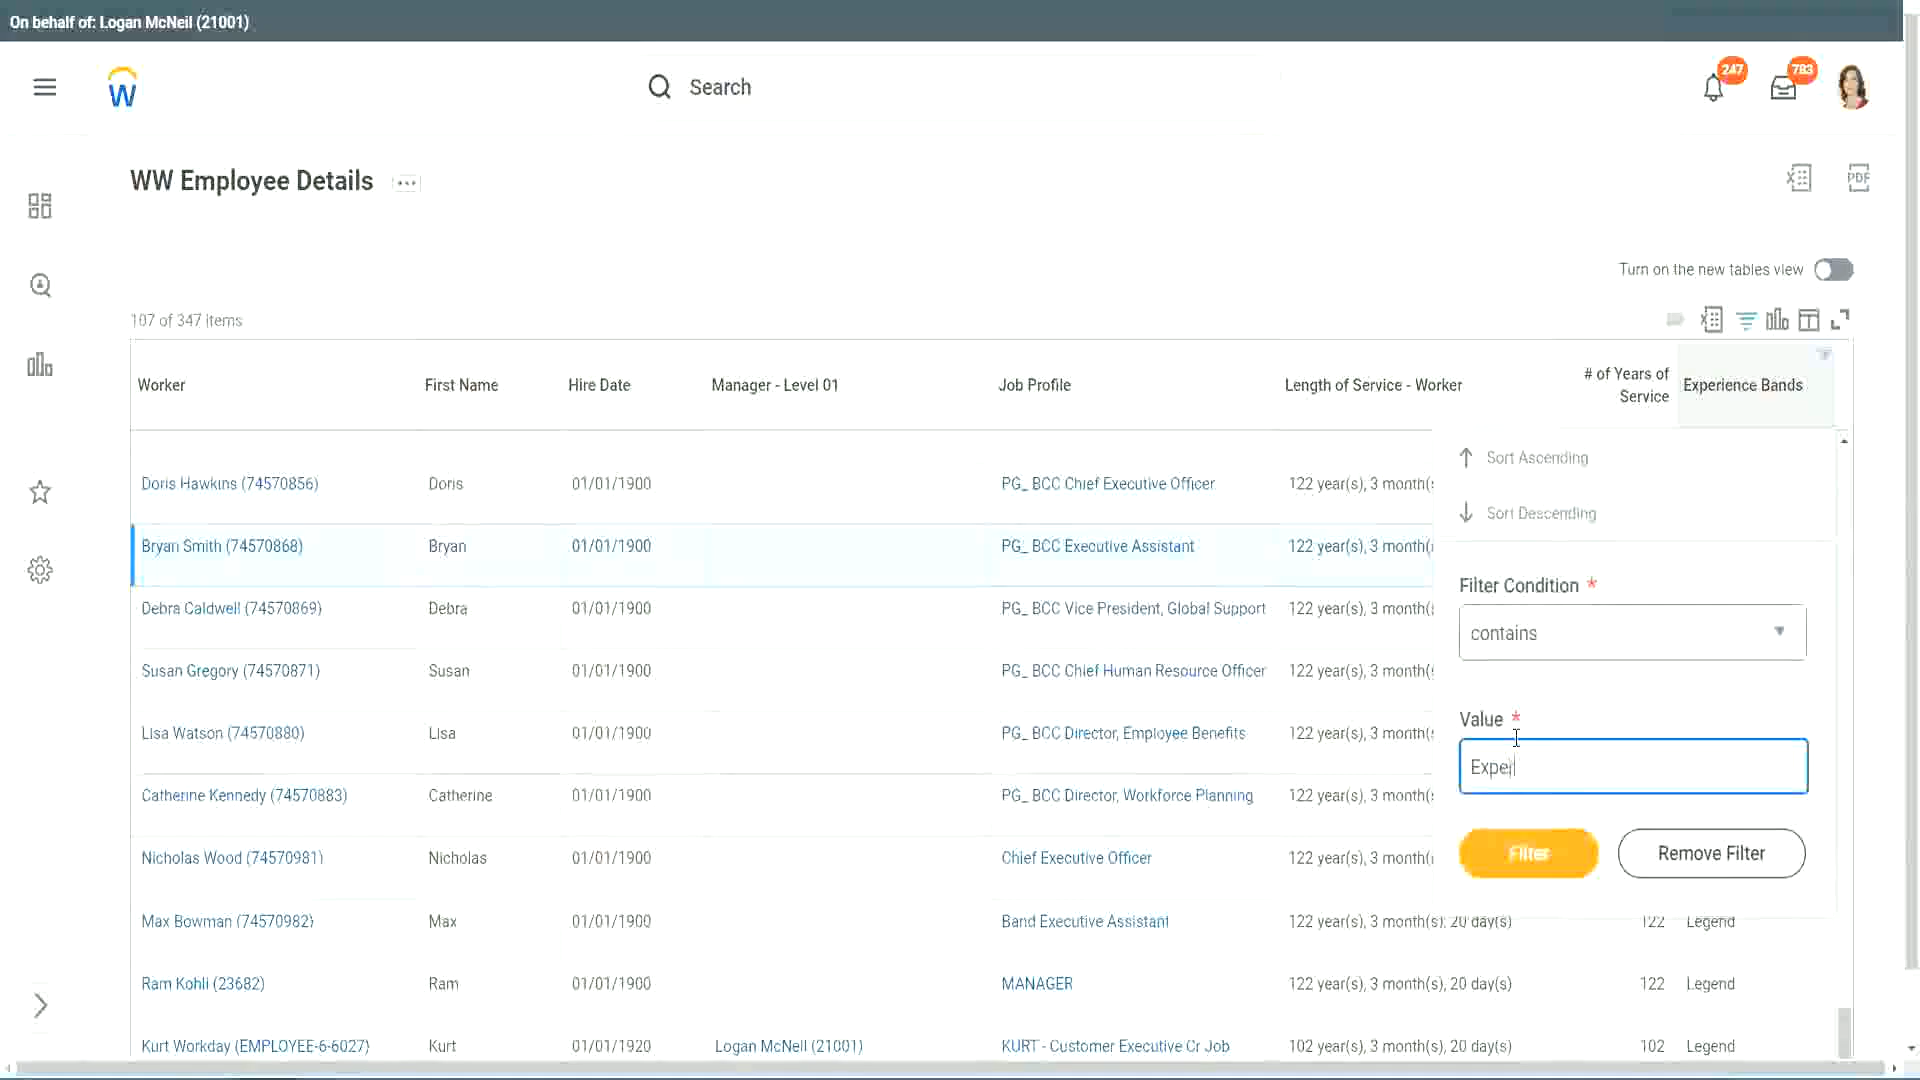 On behalf of: Logan McNeil (21001)
W
Search
247
783
WW Employee Details
PDF
Turn on the new tables view
107 of 347 items
Worker First Name Hire Date Manager - Level 01 Job Profile Length of Service - Worker # of Years of Service Experience Bands
Sort Ascending
Doris Hawkins (74570856) Doris 01/01/1900 PG_ BCC Chief Executive Officer 122 year(s), 3 month(s
Sort Descending
Bryan Smith (74570868) Bryan 01/01/1900 PG_ BCC Executive Assistant 122 year(s), 3 month(s
Filter Condition *
Debra Caldwell (74570869) Debra 01/01/1900 PG_ BCC Vice President, Global Support 122 year(s), 3 month(s
contains
Susan Gregory (74570871) Susan 01/01/1900 PG_ BCC Chief Human Resource Officer 122 year(s), 3 month(s
Value *
Lisa Watson (74570880) Lisa 01/01/1900 PG_ BCC Director, Employee Benefits 122 year(s), 3 month(s
Exper
Catherine Kennedy (74570883) Catherine 01/01/1900 PG_ BCC Director, Workforce Planning 122 year(s), 3 month(s
Filter Remove Filter
Nicholas Wood (74570981) Nicholas 01/01/1900 Chief Executive Officer 122 year(s), 3 month(
Max Bowman (74570982) Max 01/01/1900 Band Executive Assistant 122 year(s), 3 month(s), 20 day(s) 122 Legend
Ram Kohli (23682) Ram 01/01/1900 MANAGER 122 year(s), 3 month(s), 20 day(s) 122 Legend
Kurt Workday (EMPLOYEE-6-6027) Kurt 01/01/1920 Logan McNeil (21001) KURT - Customer Executive Cr Job 102 year(s), 3 month(s), 20 day(s) 102 Legend